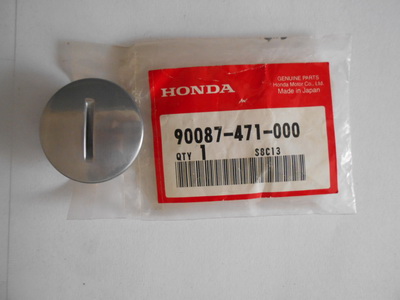 HONDA
GENUINE PARTS
Honda Motor Co., Ltd.
Made in Japan
90087-471-000
QTY 1 S8C13